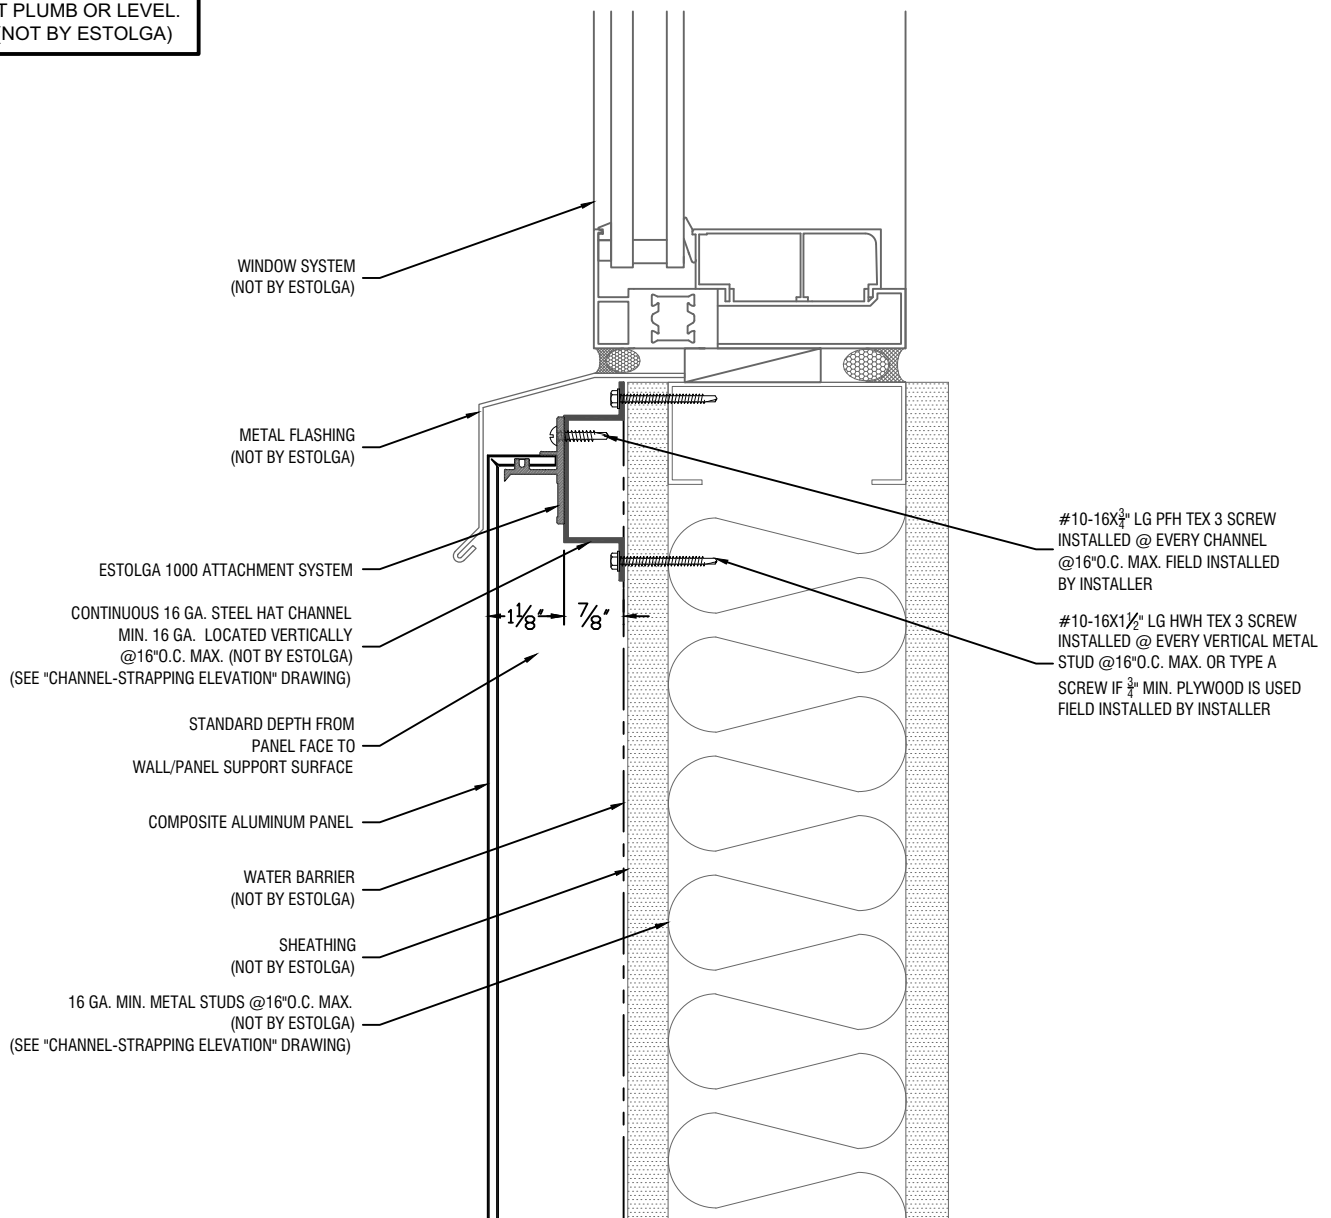 T PLUMB OR LEVEL.
(NOT BY ESTOLGA)
WINDOW SYSTEM
(NOT BY ESTOLGA)
METAL FLASHING
(NOT BY ESTOLGA)
ESTOLGA 1000 ATTACHMENT SYSTEM
CONTINUOUS 16 GA. STEEL HAT CHANNEL
MIN. 16 GA. LOCATED VERTICALLY
@16"O.C. MAX. (NOT BY ESTOLGA)
(SEE "CHANNEL-STRAPPING ELEVATION" DRAWING)
STANDARD DEPTH FROM
PANEL FACE TO
WALL/PANEL SUPPORT SURFACE
COMPOSITE ALUMINUM PANEL
WATER BARRIER
(NOT BY ESTOLGA)
SHEATHING
(NOT BY ESTOLGA)
16 GA. MIN. METAL STUDS @16"O.C. MAX.
(NOT BY ESTOLGA)
(SEE "CHANNEL-STRAPPING ELEVATION" DRAWING)
1 1/8" 7/8"
#10-16X3/4" LG PFH TEX 3 SCREW
INSTALLED @ EVERY CHANNEL
@16"O.C. MAX. FIELD INSTALLED
BY INSTALLER
#10-16X1 1/2" LG HWH TEX 3 SCREW
INSTALLED @ EVERY VERTICAL METAL
STUD @16"O.C. MAX. OR TYPE A
SCREW IF 3/4" MIN. PLYWOOD IS USED
FIELD INSTALLED BY INSTALLER